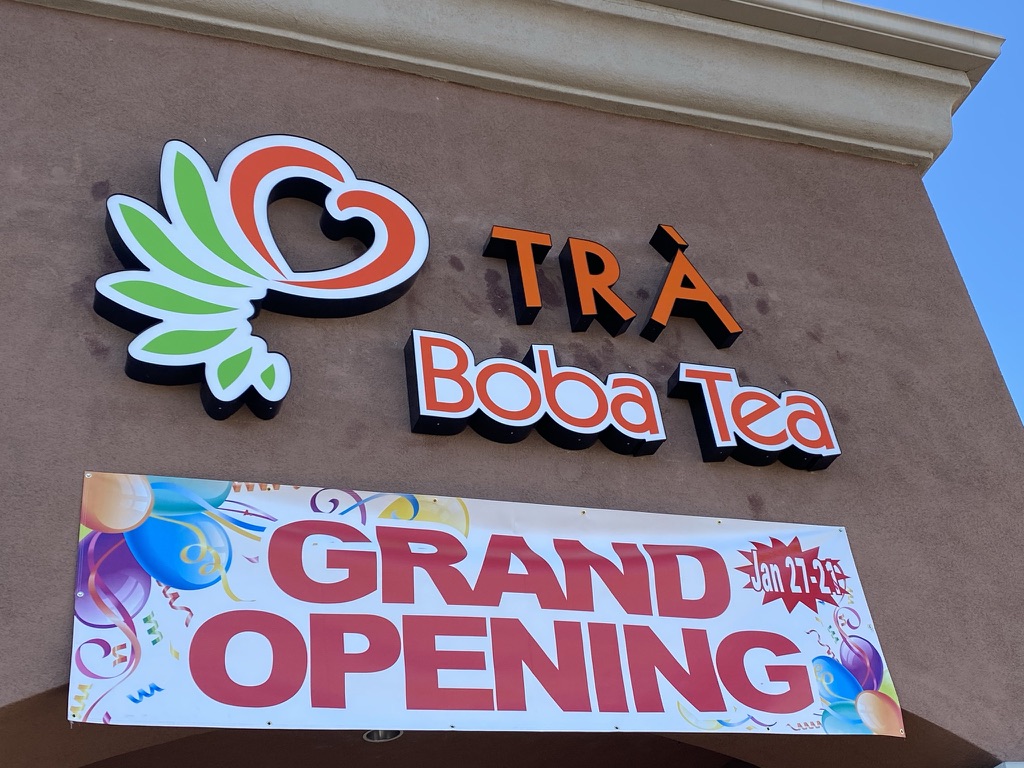 TRÀ
Boba Tea
GRAND
OPENING
Jan